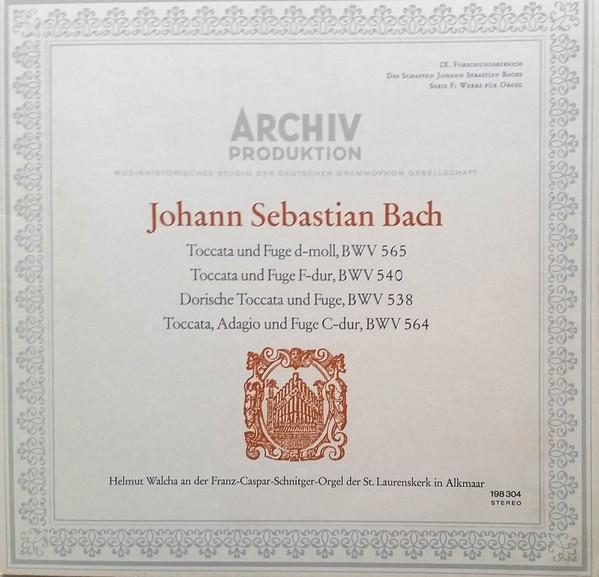 IX. Forschungsbereich
Das Schaffen Johann Sebastian Bachs
Serie F: Werke für Orgel
ARCHIV
PRODUKTION
MUSIKHISTORISCHES STUDIO DER DEUTSCHEN GRAMMOPHON GESELLSCHAFT
Johann Sebastian Bach
Toccata und Fuge d-moll, BWV 565
Toccata und Fuge F-dur, BWV 540
Dorische Toccata und Fuge, BWV 538
Toccata, Adagio und Fuge C-dur, BWV 564
Helmut Walcha an der Franz-Caspar-Schnitger-Orgel der St. Laurenskerk in Alkmaar
198 304
STEREO